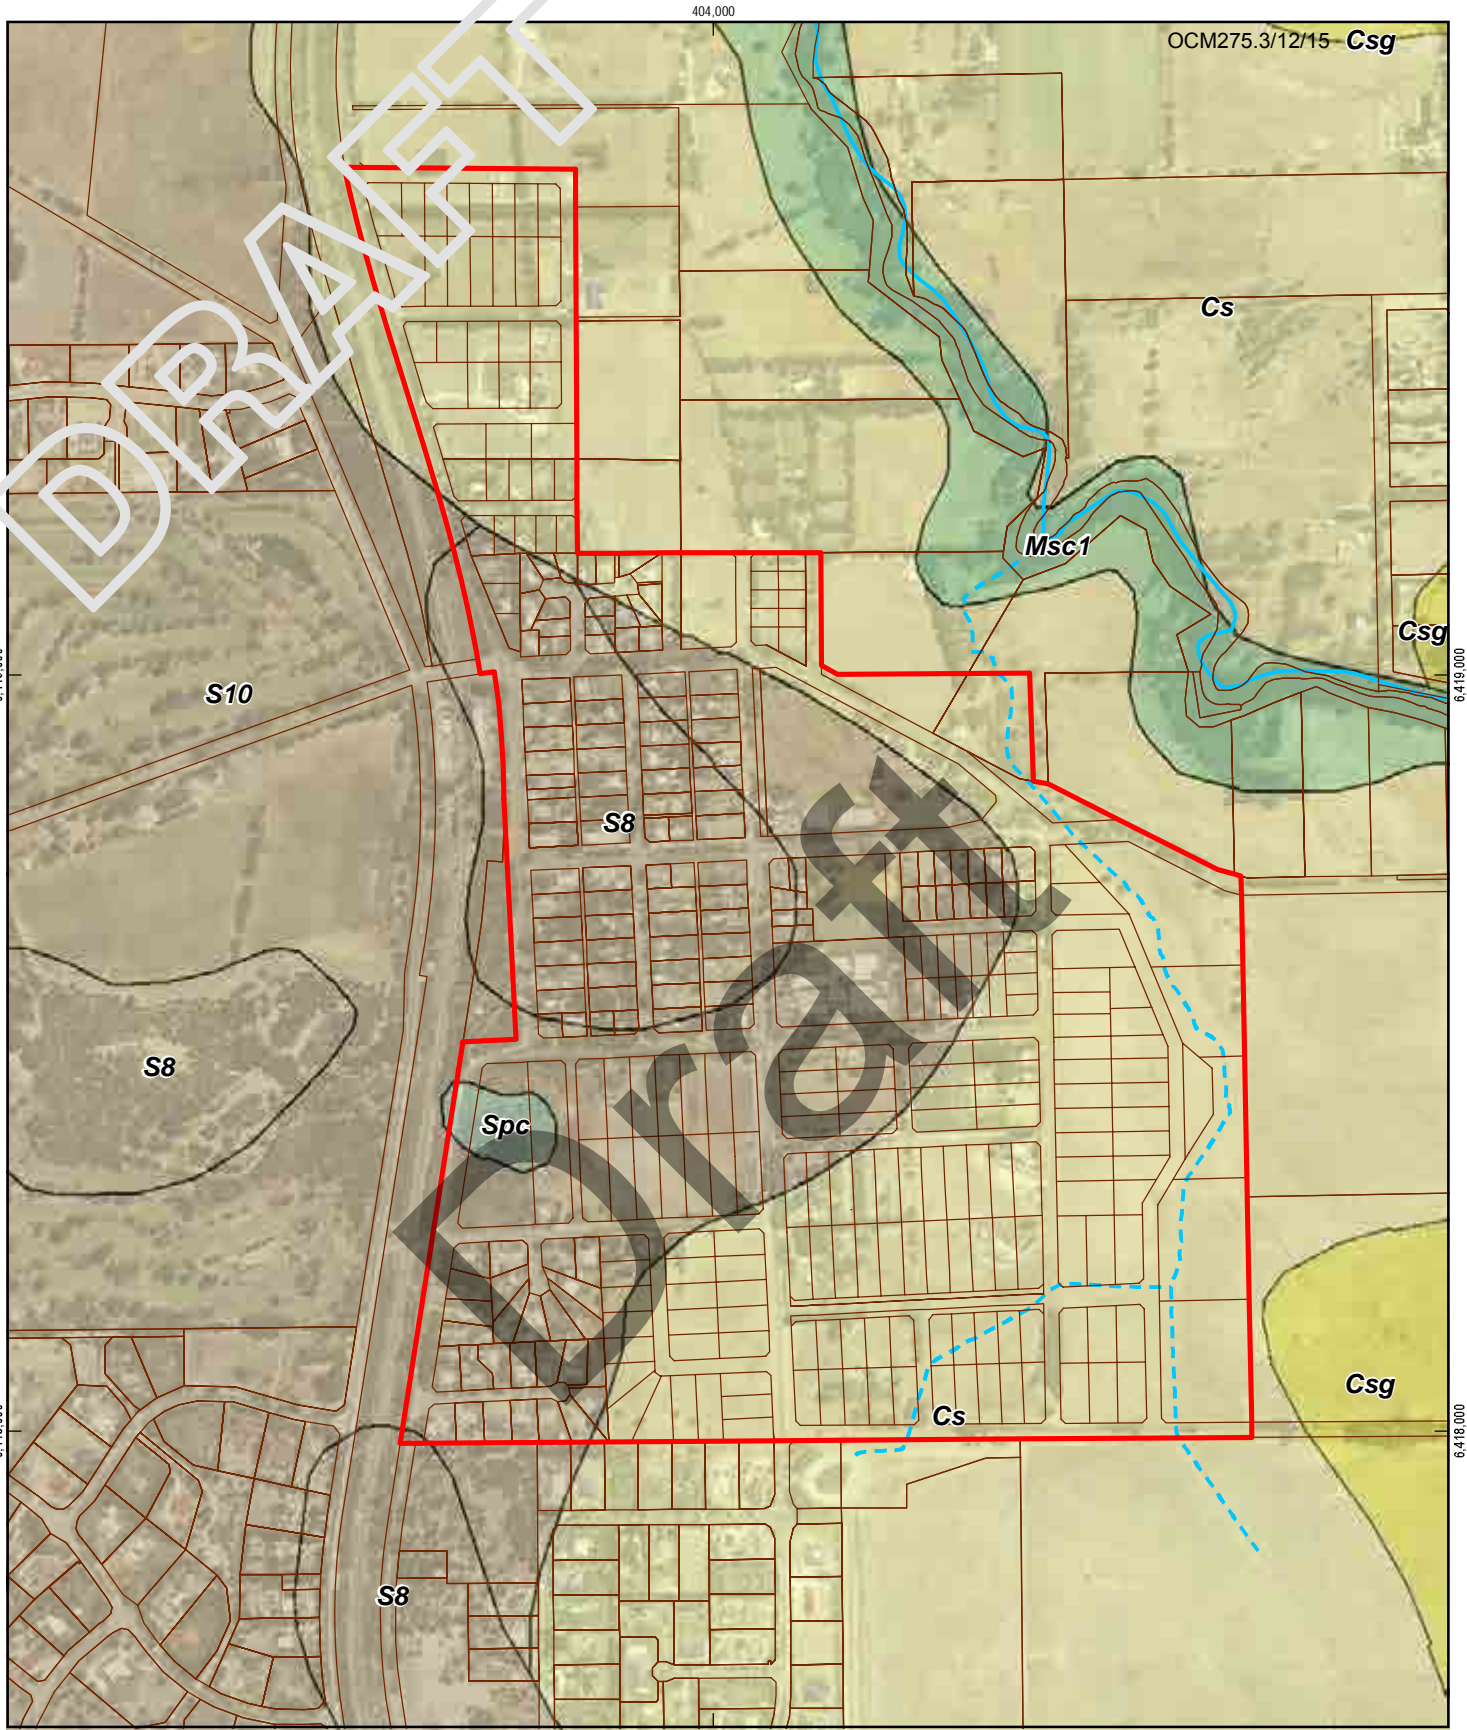 404,000
OCM275.3/12/15
Csg
DRAFT
Cs
Msc1
Csg
6,419,000
S10
S8
Draft
S8
Spc
Csg
Cs
6,418,000
S8